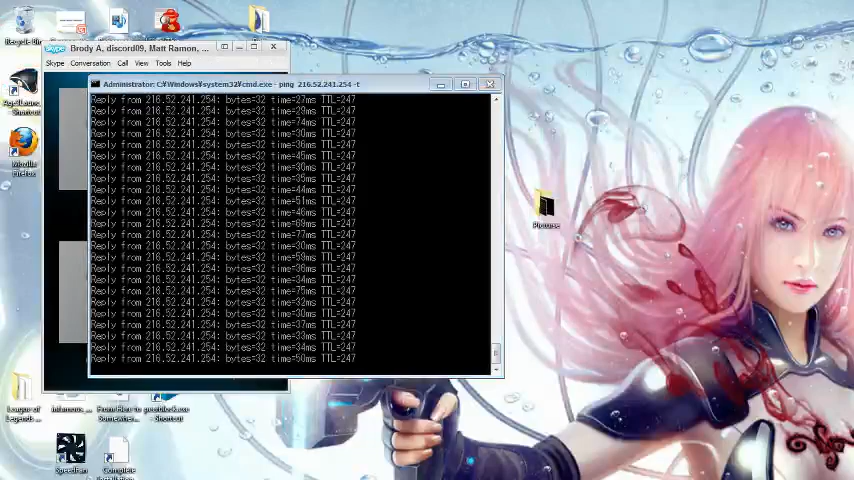 Recycle Bin
Brody A, discord09, Matt Ramon, ...
Skype Conversation Call View Tools Help
Administrator: C:¥Windows¥system32¥cmd.exe - ping 216.52.241.254 -t
Reply from 216.52.241.254: bytes=32 time=27ms TTL=247
Reply from 216.52.241.254: bytes=32 time=29ms TTL=247
Reply from 216.52.241.254: bytes=32 time=74ms TTL=247
Reply from 216.52.241.254: bytes=32 time=30ms TTL=247
Reply from 216.52.241.254: bytes=32 time=36ms TTL=247
Reply from 216.52.241.254: bytes=32 time=45ms TTL=247
Reply from 216.52.241.254: bytes=32 time=30ms TTL=247
Reply from 216.52.241.254: bytes=32 time=35ms TTL=247
Reply from 216.52.241.254: bytes=32 time=44ms TTL=247
Reply from 216.52.241.254: bytes=32 time=51ms TTL=247
Reply from 216.52.241.254: bytes=32 time=46ms TTL=247
Reply from 216.52.241.254: bytes=32 time=69ms TTL=247
Reply from 216.52.241.254: bytes=32 time=77ms TTL=247
Reply from 216.52.241.254: bytes=32 time=30ms TTL=247
Reply from 216.52.241.254: bytes=32 time=59ms TTL=247
Reply from 216.52.241.254: bytes=32 time=36ms TTL=247
Reply from 216.52.241.254: bytes=32 time=34ms TTL=247
Reply from 216.52.241.254: bytes=32 time=75ms TTL=247
Reply from 216.52.241.254: bytes=32 time=32ms TTL=247
Reply from 216.52.241.254: bytes=32 time=30ms TTL=247
Reply from 216.52.241.254: bytes=32 time=37ms TTL=247
Reply from 216.52.241.254: bytes=32 time=33ms TTL=247
Reply from 216.52.241.254: bytes=32 time=34ms TTL=247
Reply from 216.52.241.254: bytes=32 time=50ms TTL=247
- Shortcut
Mozilla
Firefox
League of
Legends ...
From Here to
Somewhere...
peerblock.exe
- Shortcut
SpeedFan
Complete